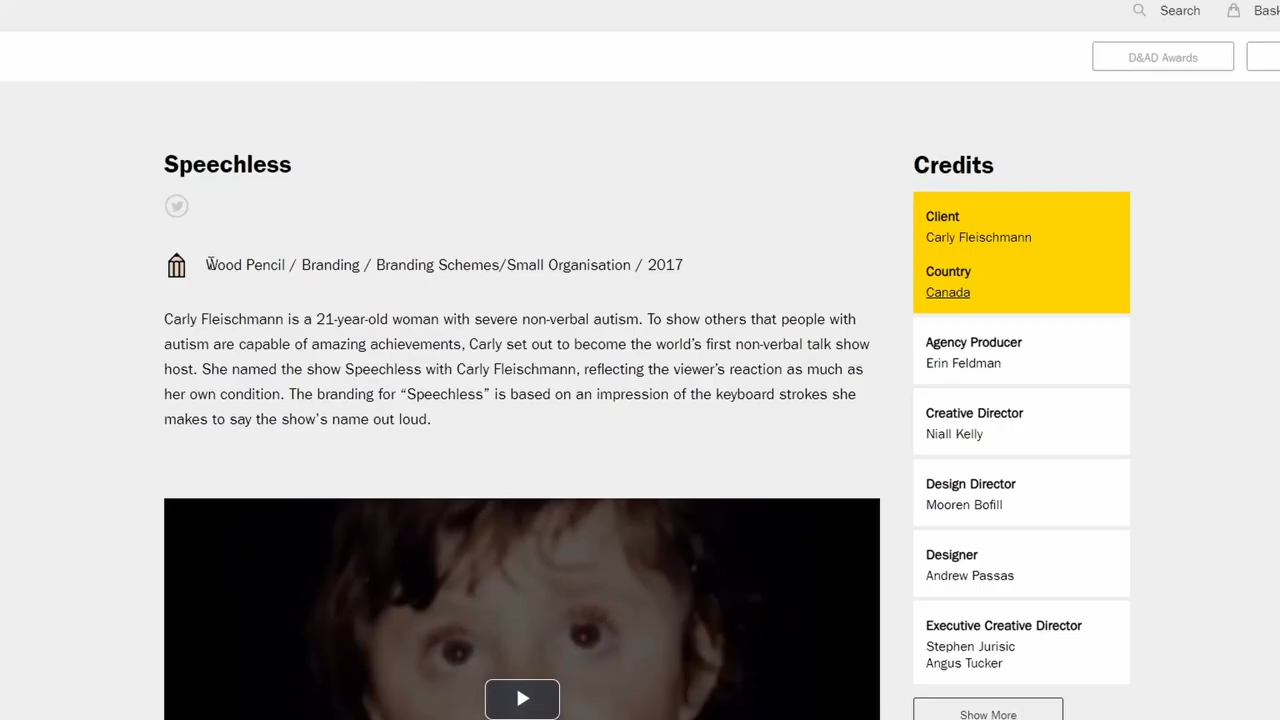 Search
D&AD Awards
Speechless
Wood Pencil / Branding / Branding Schemes/Small Organisation / 2017
Carly Fleischmann is a 21-year-old woman with severe non-verbal autism. To show others that people with
autism are capable of amazing achievements, Carly set out to become the world's first non-verbal talk show
host. She named the show Speechless with Carly Fleischmann, reflecting the viewer's reaction as much as
her own condition. The branding for “Speechless” is based on an impression of the keyboard strokes she
makes to say the show's name out loud.
Credits
Client
Carly Fleischmann
Country
Canada
Agency Producer
Erin Feldman
Creative Director
Niall Kelly
Design Director
Mooren Bofill
Designer
Andrew Passas
Executive Creative Director
Stephen Jurisic
Angus Tucker
Show More